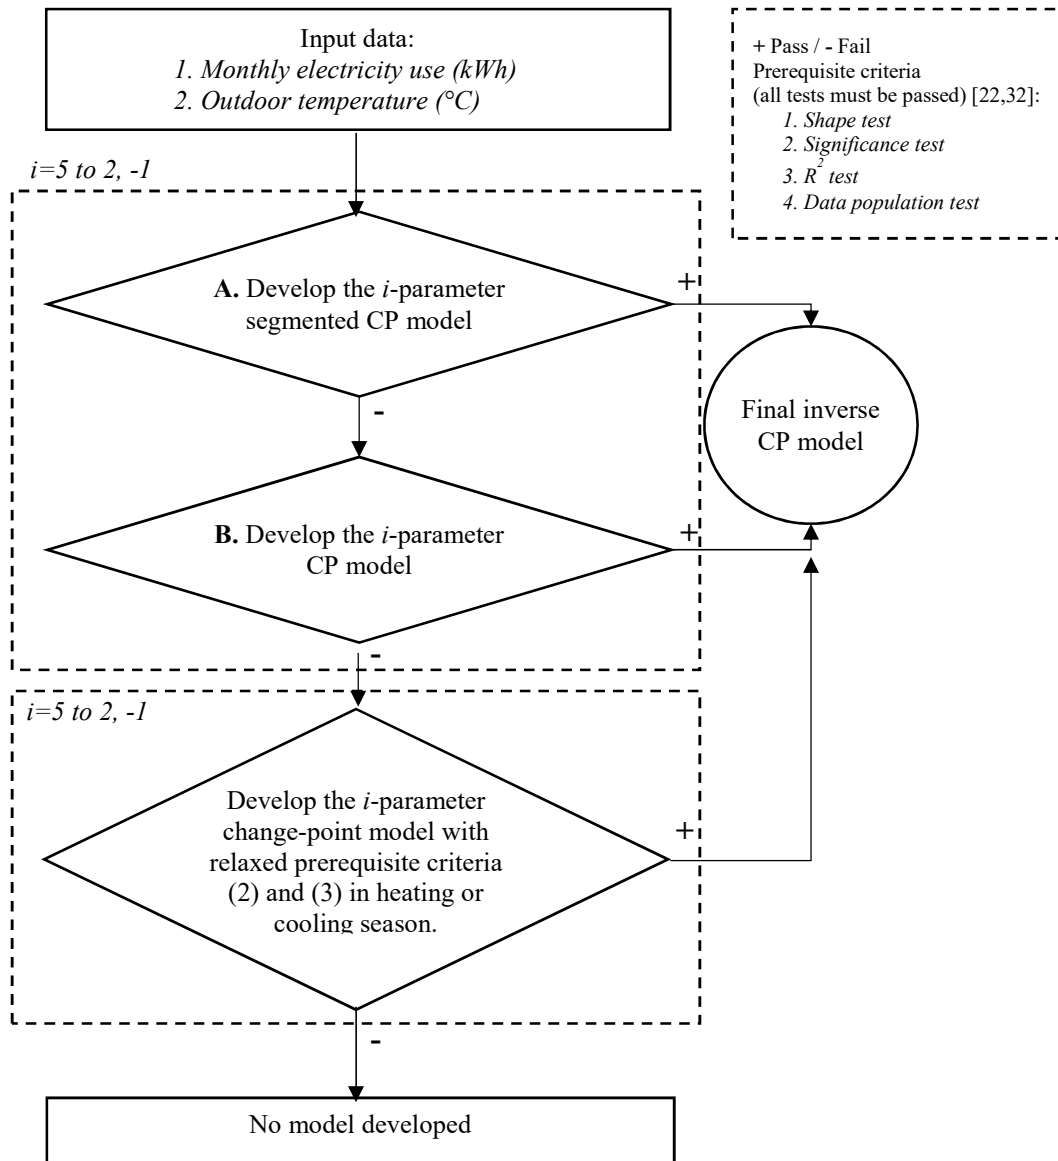 Input data:
1. Monthly electricity use (kWh)
2. Outdoor temperature (°C)
+ Pass / - Fail
Prerequisite criteria
(all tests must be passed) [22,32]:
1. Shape test
2. Significance test
3. R² test
4. Data population test
i=5 to 2, -1
A. Develop the i-parameter
segmented CP model
+
-
Final inverse
CP model
B. Develop the i-parameter
CP model
+
-
i=5 to 2, -1
Develop the i-parameter
change-point model with
relaxed prerequisite criteria
(2) and (3) in heating or
cooling season.
+
-
No model developed